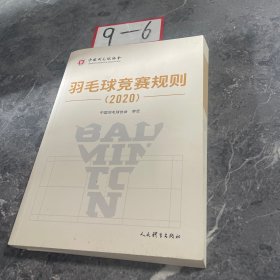 9-6
中国羽毛球协会
羽毛球竞赛规则
(2020)
中国羽毛球协会 审定
BAD
MIN
TON
人民体育出版社